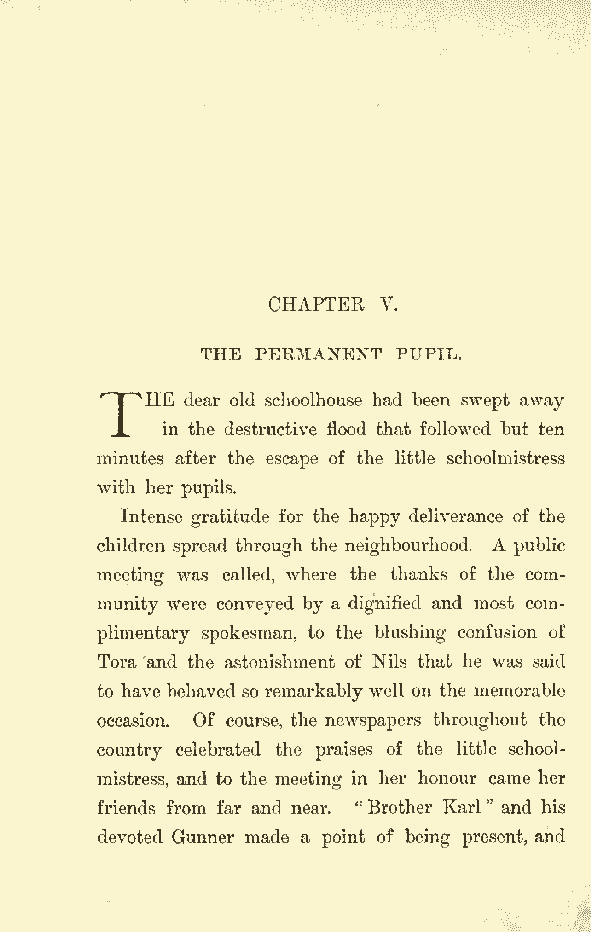 CHAPTER V.
THE PERMANENT PUPIL.
THE dear old schoolhouse had been swept away
in the destructive flood that followed but ten
minutes after the escape of the little schoolmistress
with her pupils.
Intense gratitude for the happy deliverance of the
children spread through the neighbourhood. A public
meeting was called, where the thanks of the com-
munity were conveyed by a dignified and most com-
plimentary spokesman, to the blushing confusion of
Tora and the astonishment of Nils that he was said
to have behaved so remarkably well on the memorable
occasion. Of course, the newspapers throughout the
country celebrated the praises of the little school-
mistress, and to the meeting in her honour came her
friends from far and near. "Brother Karl" and his
devoted Gunner made a point of being present, and